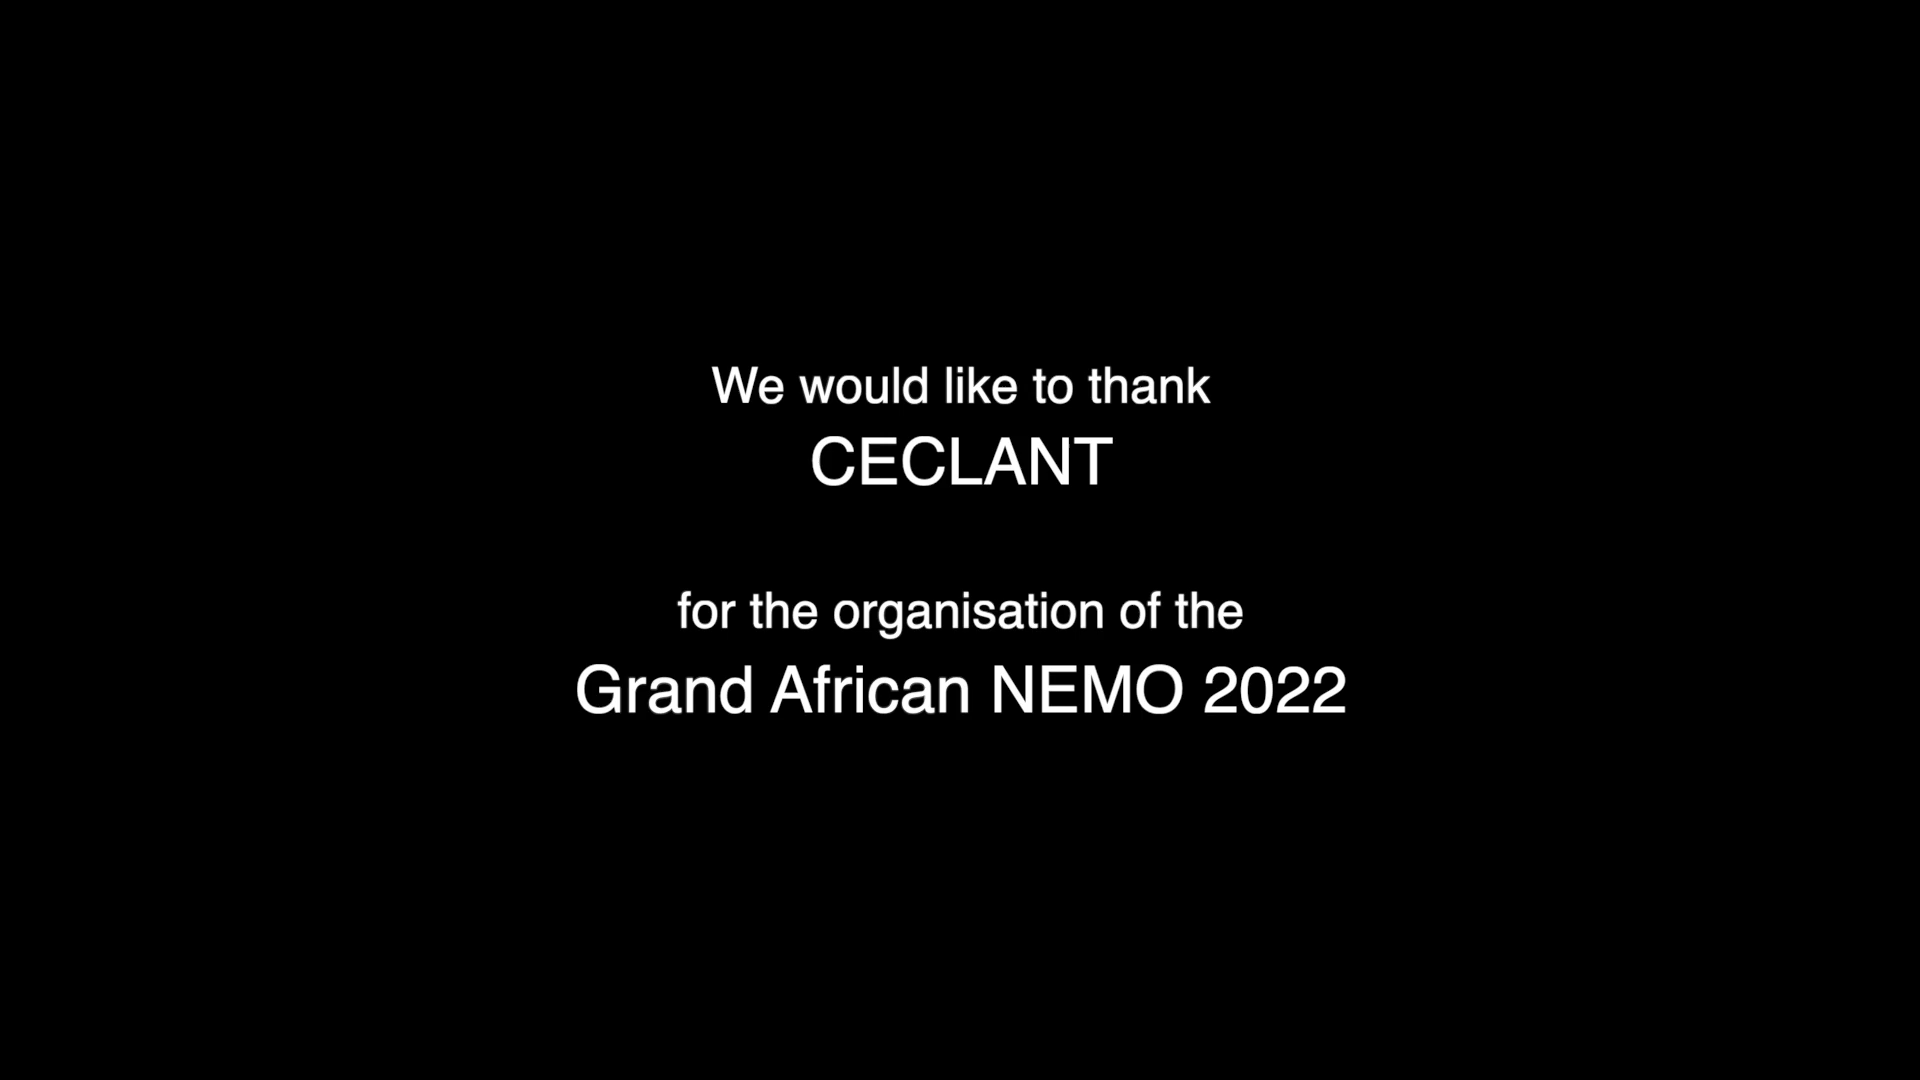 We would like to thank
CECLANT
for the organisation of the
Grand African NEMO 2022